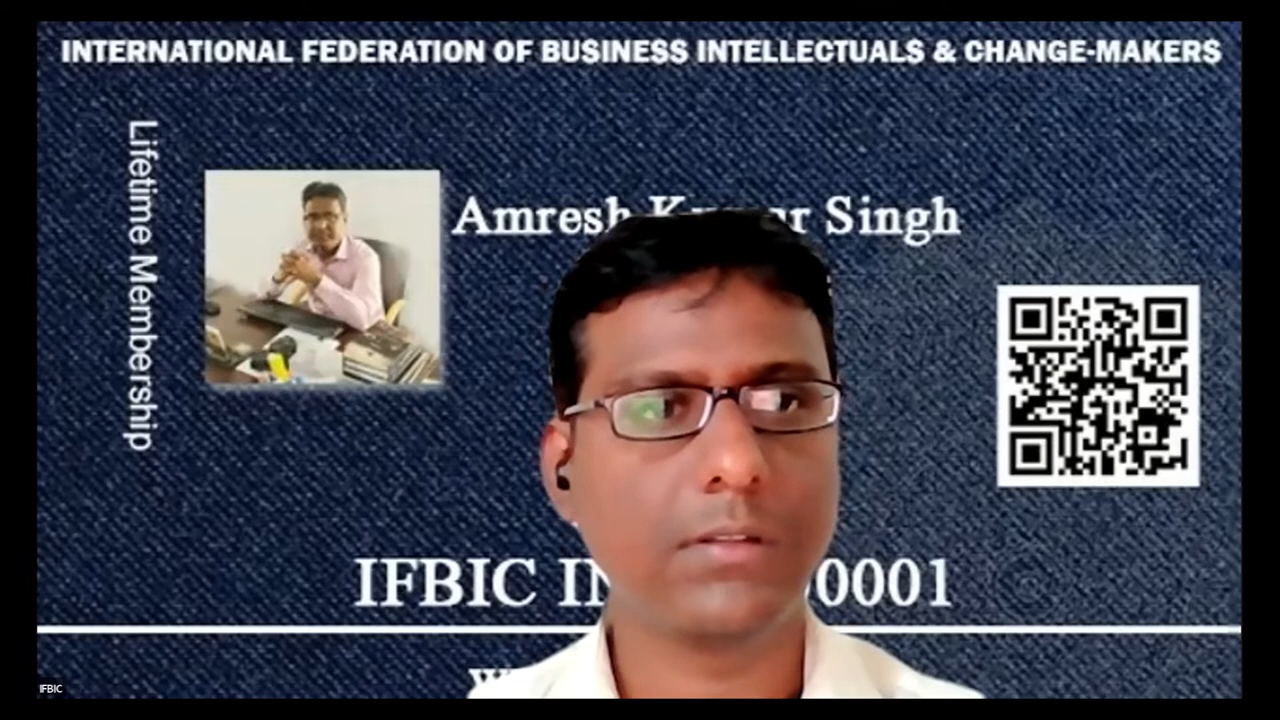 INTERNATIONAL FEDERATION OF BUSINESS INTELLECTUALS & CHANGE-MAKERS
Lifetime Membership
Amresh Singh
IFBIC 0001
IFBIC